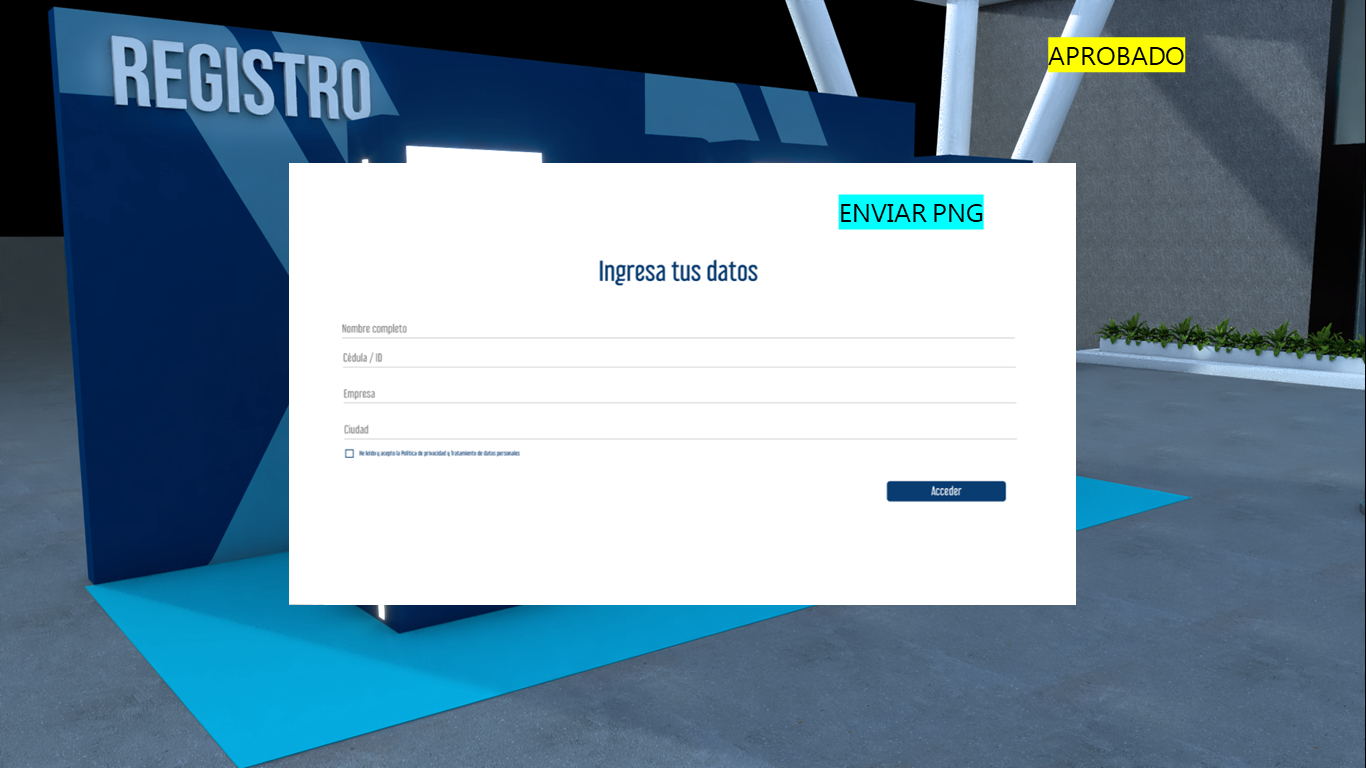 REGISTRO
APROBADO
ENVIAR PNG
Ingresa tus datos
Nombre completo
Cédula / ID
Empresa
Ciudad
He leído y acepto la Política de privacidad y Tratamiento de datos personales
Acceder